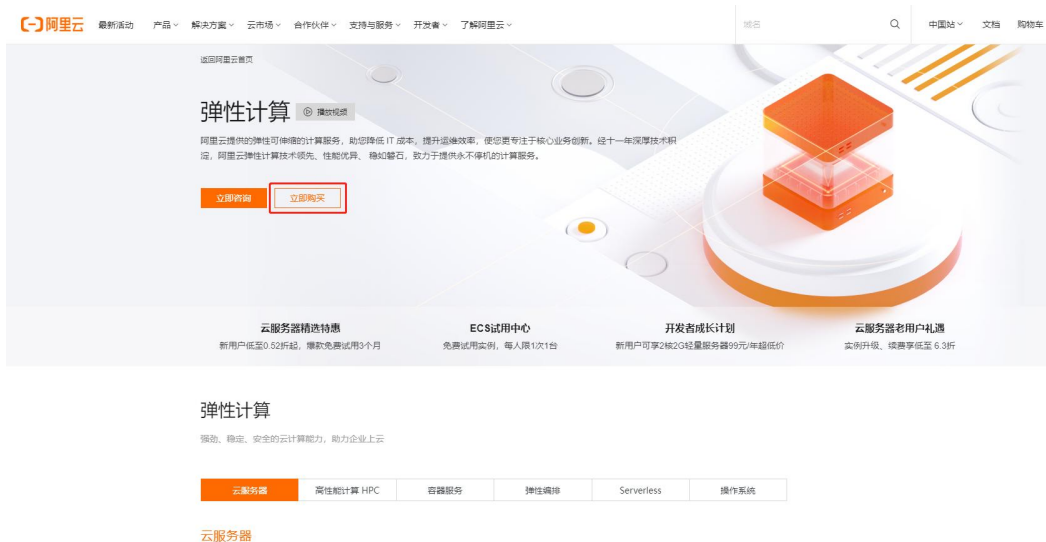 阿里云 最新活动 产品 解决方案 云市场 合作伙伴 支持与服务 开发者 了解阿里云 域名 中国站 文档 购物车
返回阿里云首页
弹性计算 播放视频
阿里云提供的弹性可伸缩的计算服务，助您降低 IT 成本，提升运维效率，使您更专注于核心业务创新。经十一年深厚技术积
淀，阿里云弹性计算技术领先、性能优异、稳如磐石，致力于提供永不停机的计算服务。
立即咨询 立即购买
云服务器精选特惠 ECS试用中心 开发者成长计划 云服务器老用户礼遇
新用户低至0.52折起，爆款免费试用3个月 免费试用实例，每人限1次1台 新用户可享2核2G轻量服务器99元/年超低价 实例升级、续费享低至 6.3折
弹性计算
强劲、稳定、安全的云计算能力，助力企业上云
云服务器 高性能计算 HPC 容器服务 弹性编排 Serverless 操作系统
云服务器